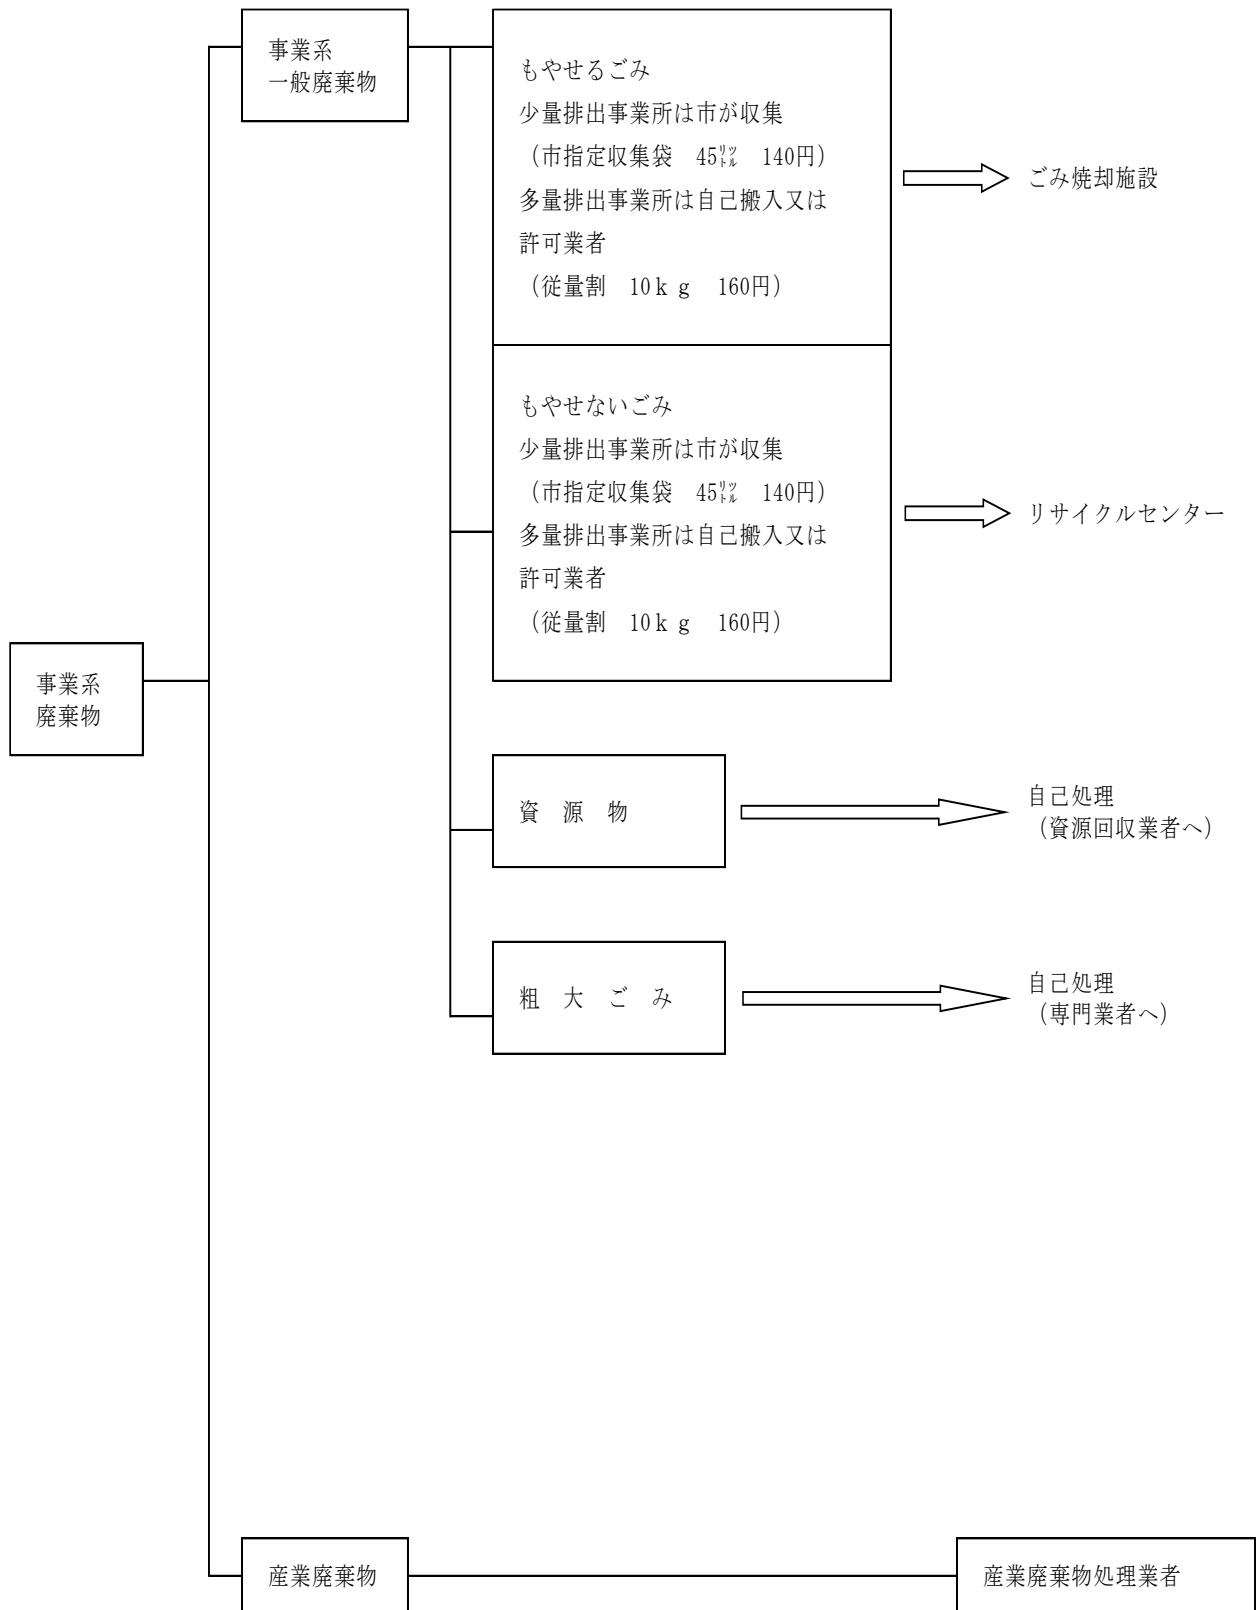 事業系
一般廃棄物
もやせるごみ
少量排出事業所は市が収集
（市指定収集袋　45㍑　140円）
多量排出事業所は自己搬入又は
許可業者
（従量割　10ｋｇ　160円）
ごみ焼却施設
もやせないごみ
少量排出事業所は市が収集
（市指定収集袋　45㍑　140円）
多量排出事業所は自己搬入又は
許可業者
（従量割　10ｋｇ　160円）
リサイクルセンター
事業系
廃棄物
資　源　物
自己処理
（資源回収業者へ）
粗　大　ご　み
自己処理
（専門業者へ）
産業廃棄物
産業廃棄物処理業者